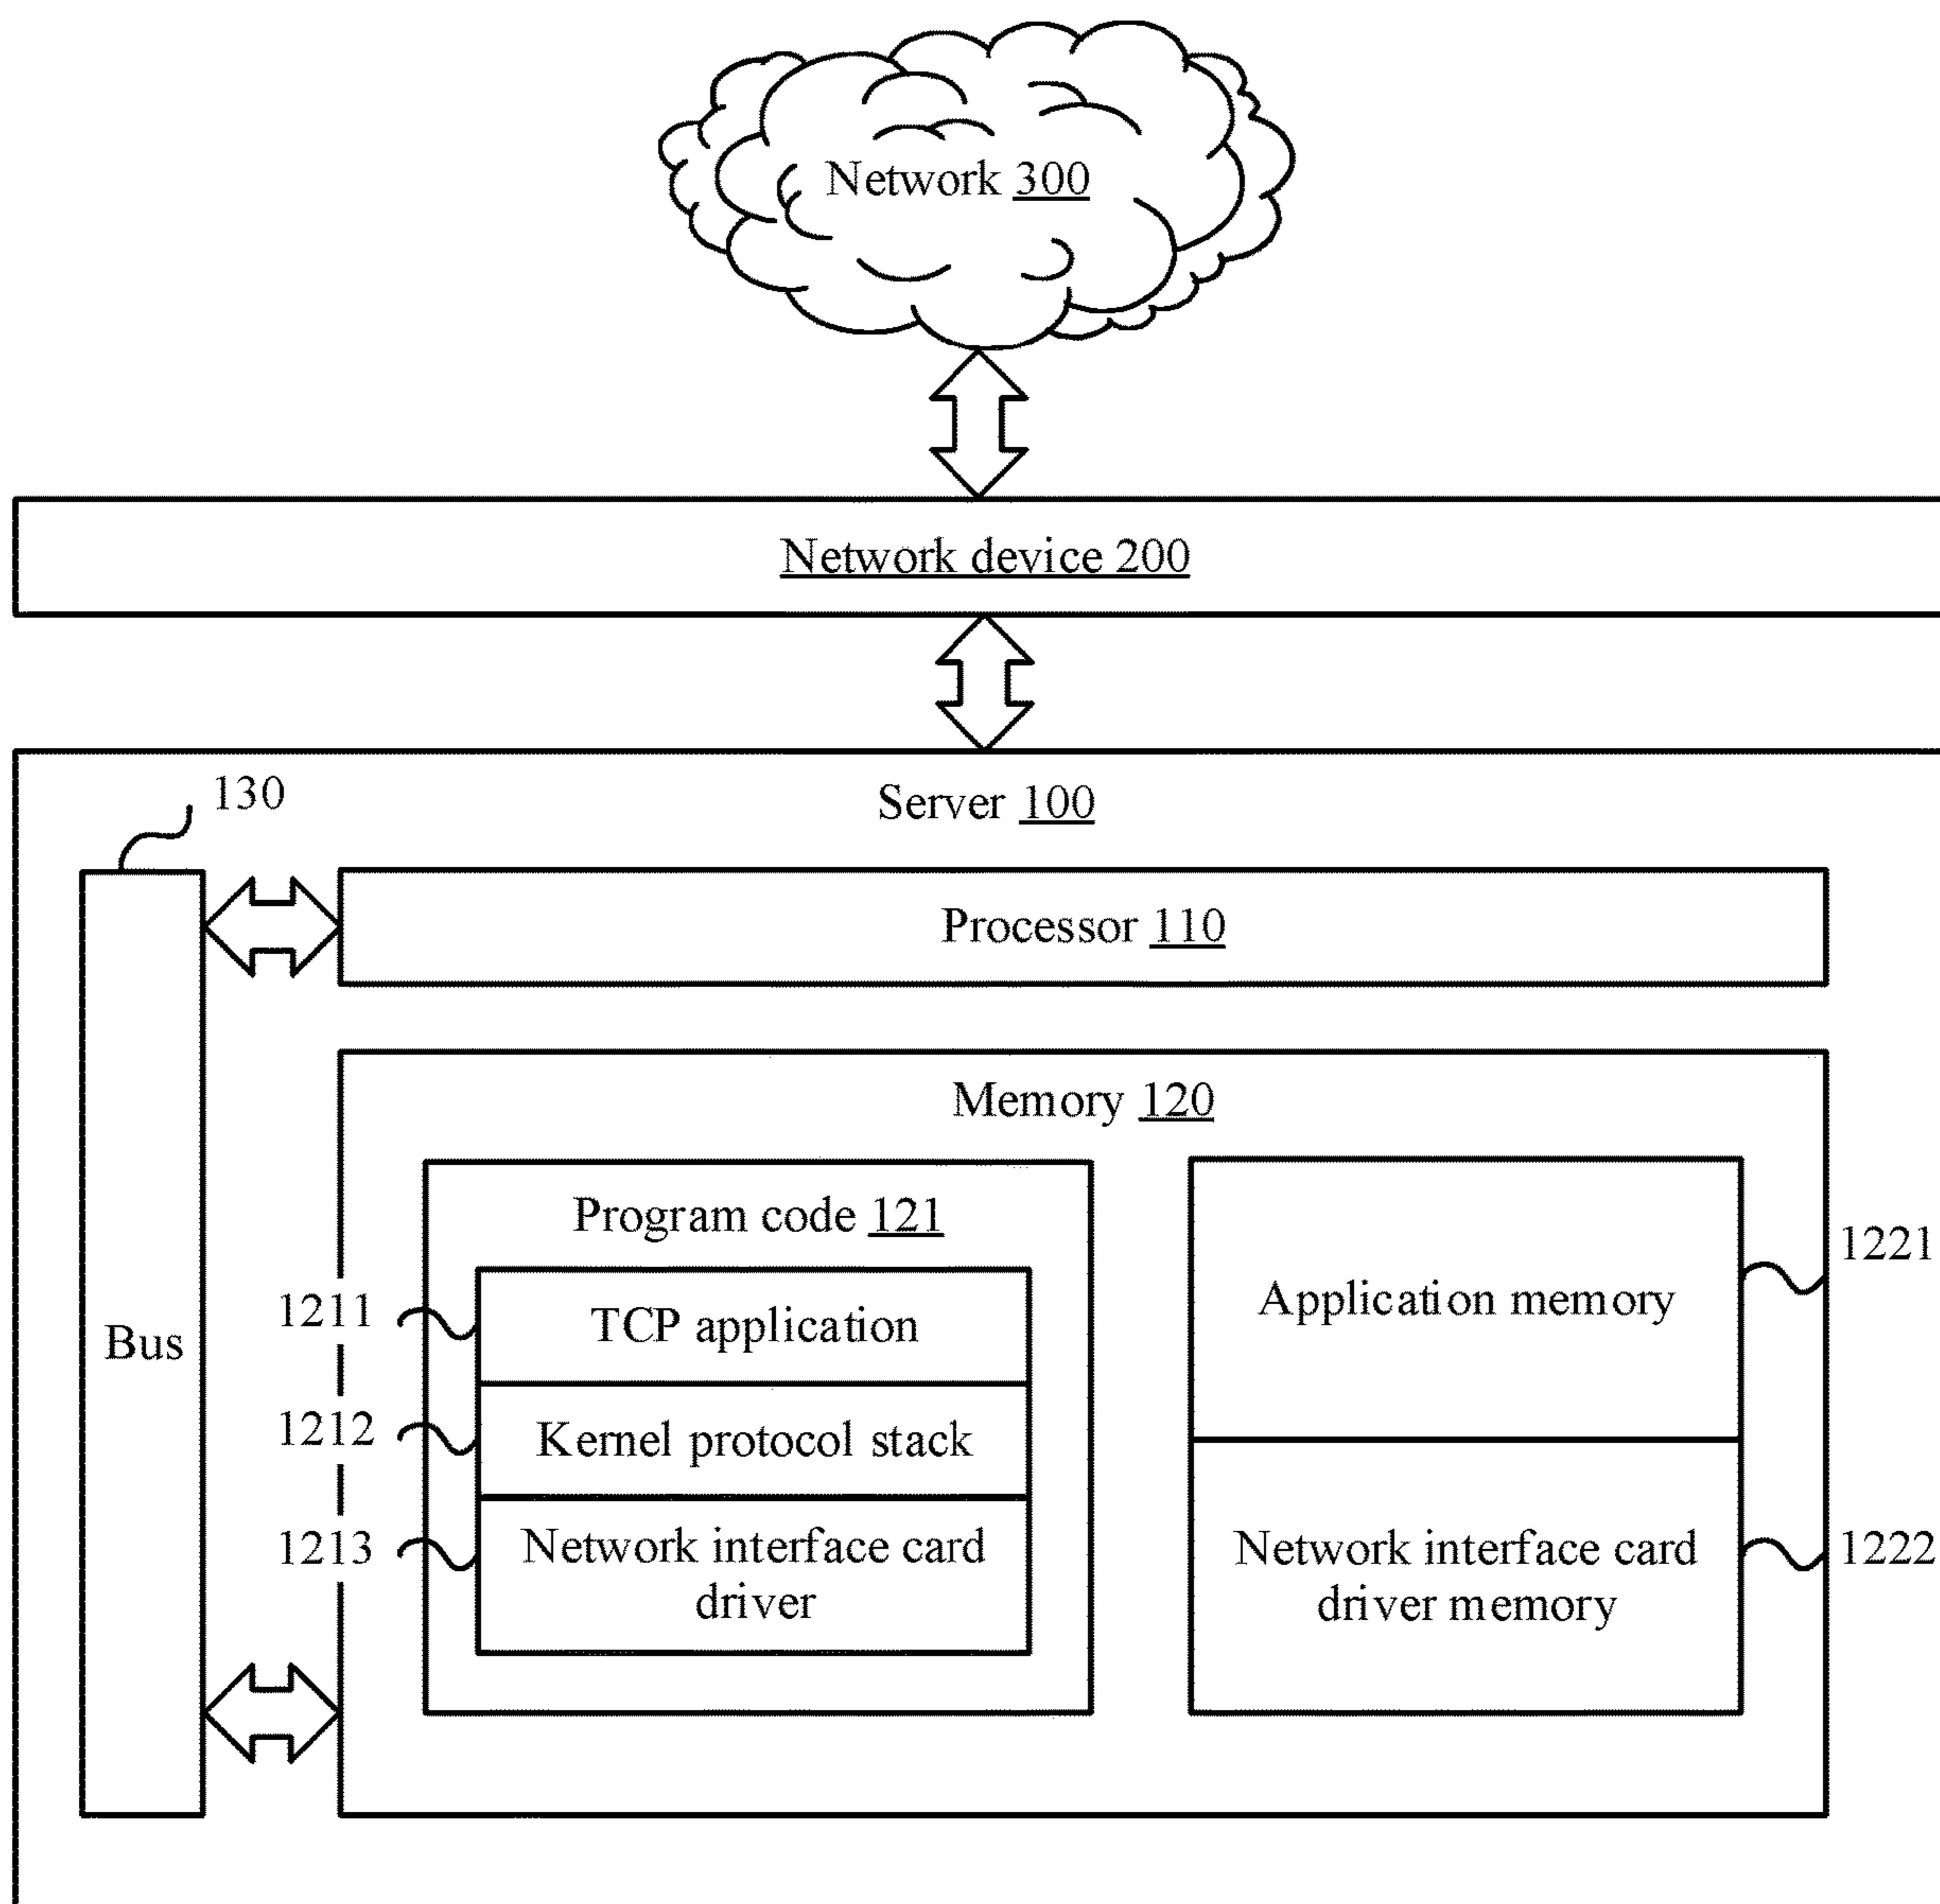 Network 300
Network device 200
130
Server 100
Processor 110
Bus
Memory 120
Program code 121
1211
TCP application
1212
Kernel protocol stack
1213
Network interface card
driver
Application memory
1221
Network interface card
driver memory
1222